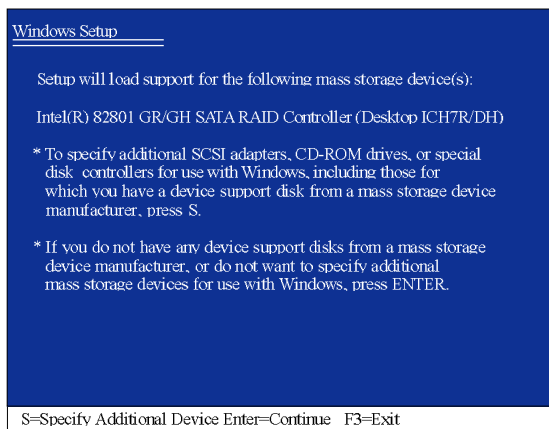 Windows Setup
Setup will load support for the following mass storage device(s):
Intel(R) 82801 GR/GH SATA RAID Controller (Desktop ICH7R/DH)
* To specify additional SCSI adapters, CD-ROM drives, or special
disk controllers for use with Windows, including those for
which you have a device support disk from a mass storage device
manufacturer, press S.
* If you do not have any device support disks from a mass storage
device manufacturer, or do not want to specify additional
mass storage devices for use with Windows, press ENTER.
S=Specify Additional Device Enter=Continue F3=Exit